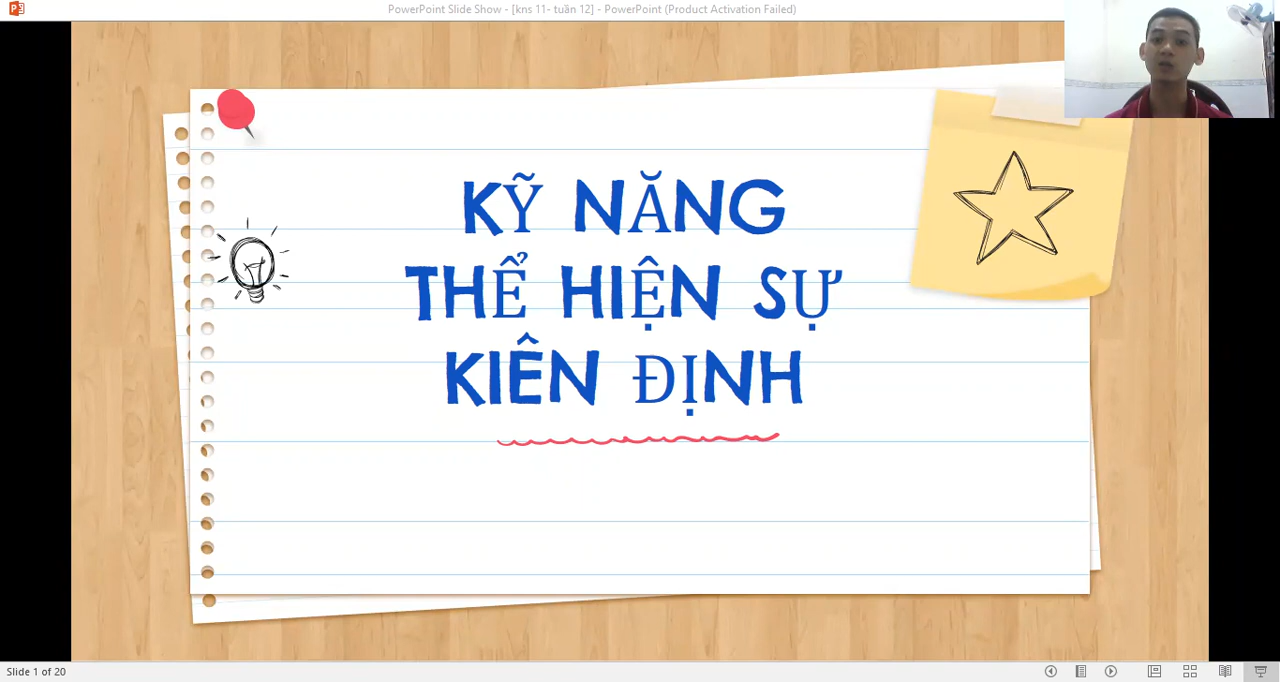 PowerPoint Slide Show - [kns 11- tuần 12] - PowerPoint (Product Activation Failed)
KỸ NĂNG
THỂ HIỆN SỰ
KIÊN ĐỊNH
Slide 1 of 20